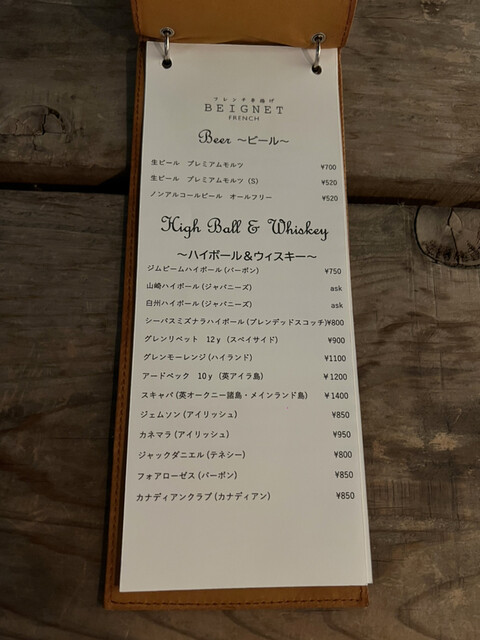 フレンチ串揚げ
BEIGNET
FRENCH
Beer ～ビール～
生ビール　プレミアムモルツ ¥700
生ビール　プレミアムモルツ (S) ¥520
ノンアルコールビール　オールフリー ¥520
High Ball & Whiskey
～ハイボール＆ウィスキー～
ジムビームハイボール(バーボン) ¥750
山崎ハイボール(ジャパニーズ) ask
白州ハイボール(ジャパニーズ) ask
シーバスミズナラハイボール(ブレンデッドスコッチ)¥800
グレンリベット　12y (スペイサイド) ¥900
グレンモーレンジ(ハイランド) ¥1100
アードベック　10y (英アイラ島) ¥1200
スキャパ(英オークニー諸島・メインランド島) ¥1400
ジェムソン(アイリッシュ) ¥850
カネマラ(アイリッシュ) ¥950
ジャックダニエル(テネシー) ¥800
フォアローゼス(バーボン) ¥850
カナディアンクラブ(カナディアン) ¥850